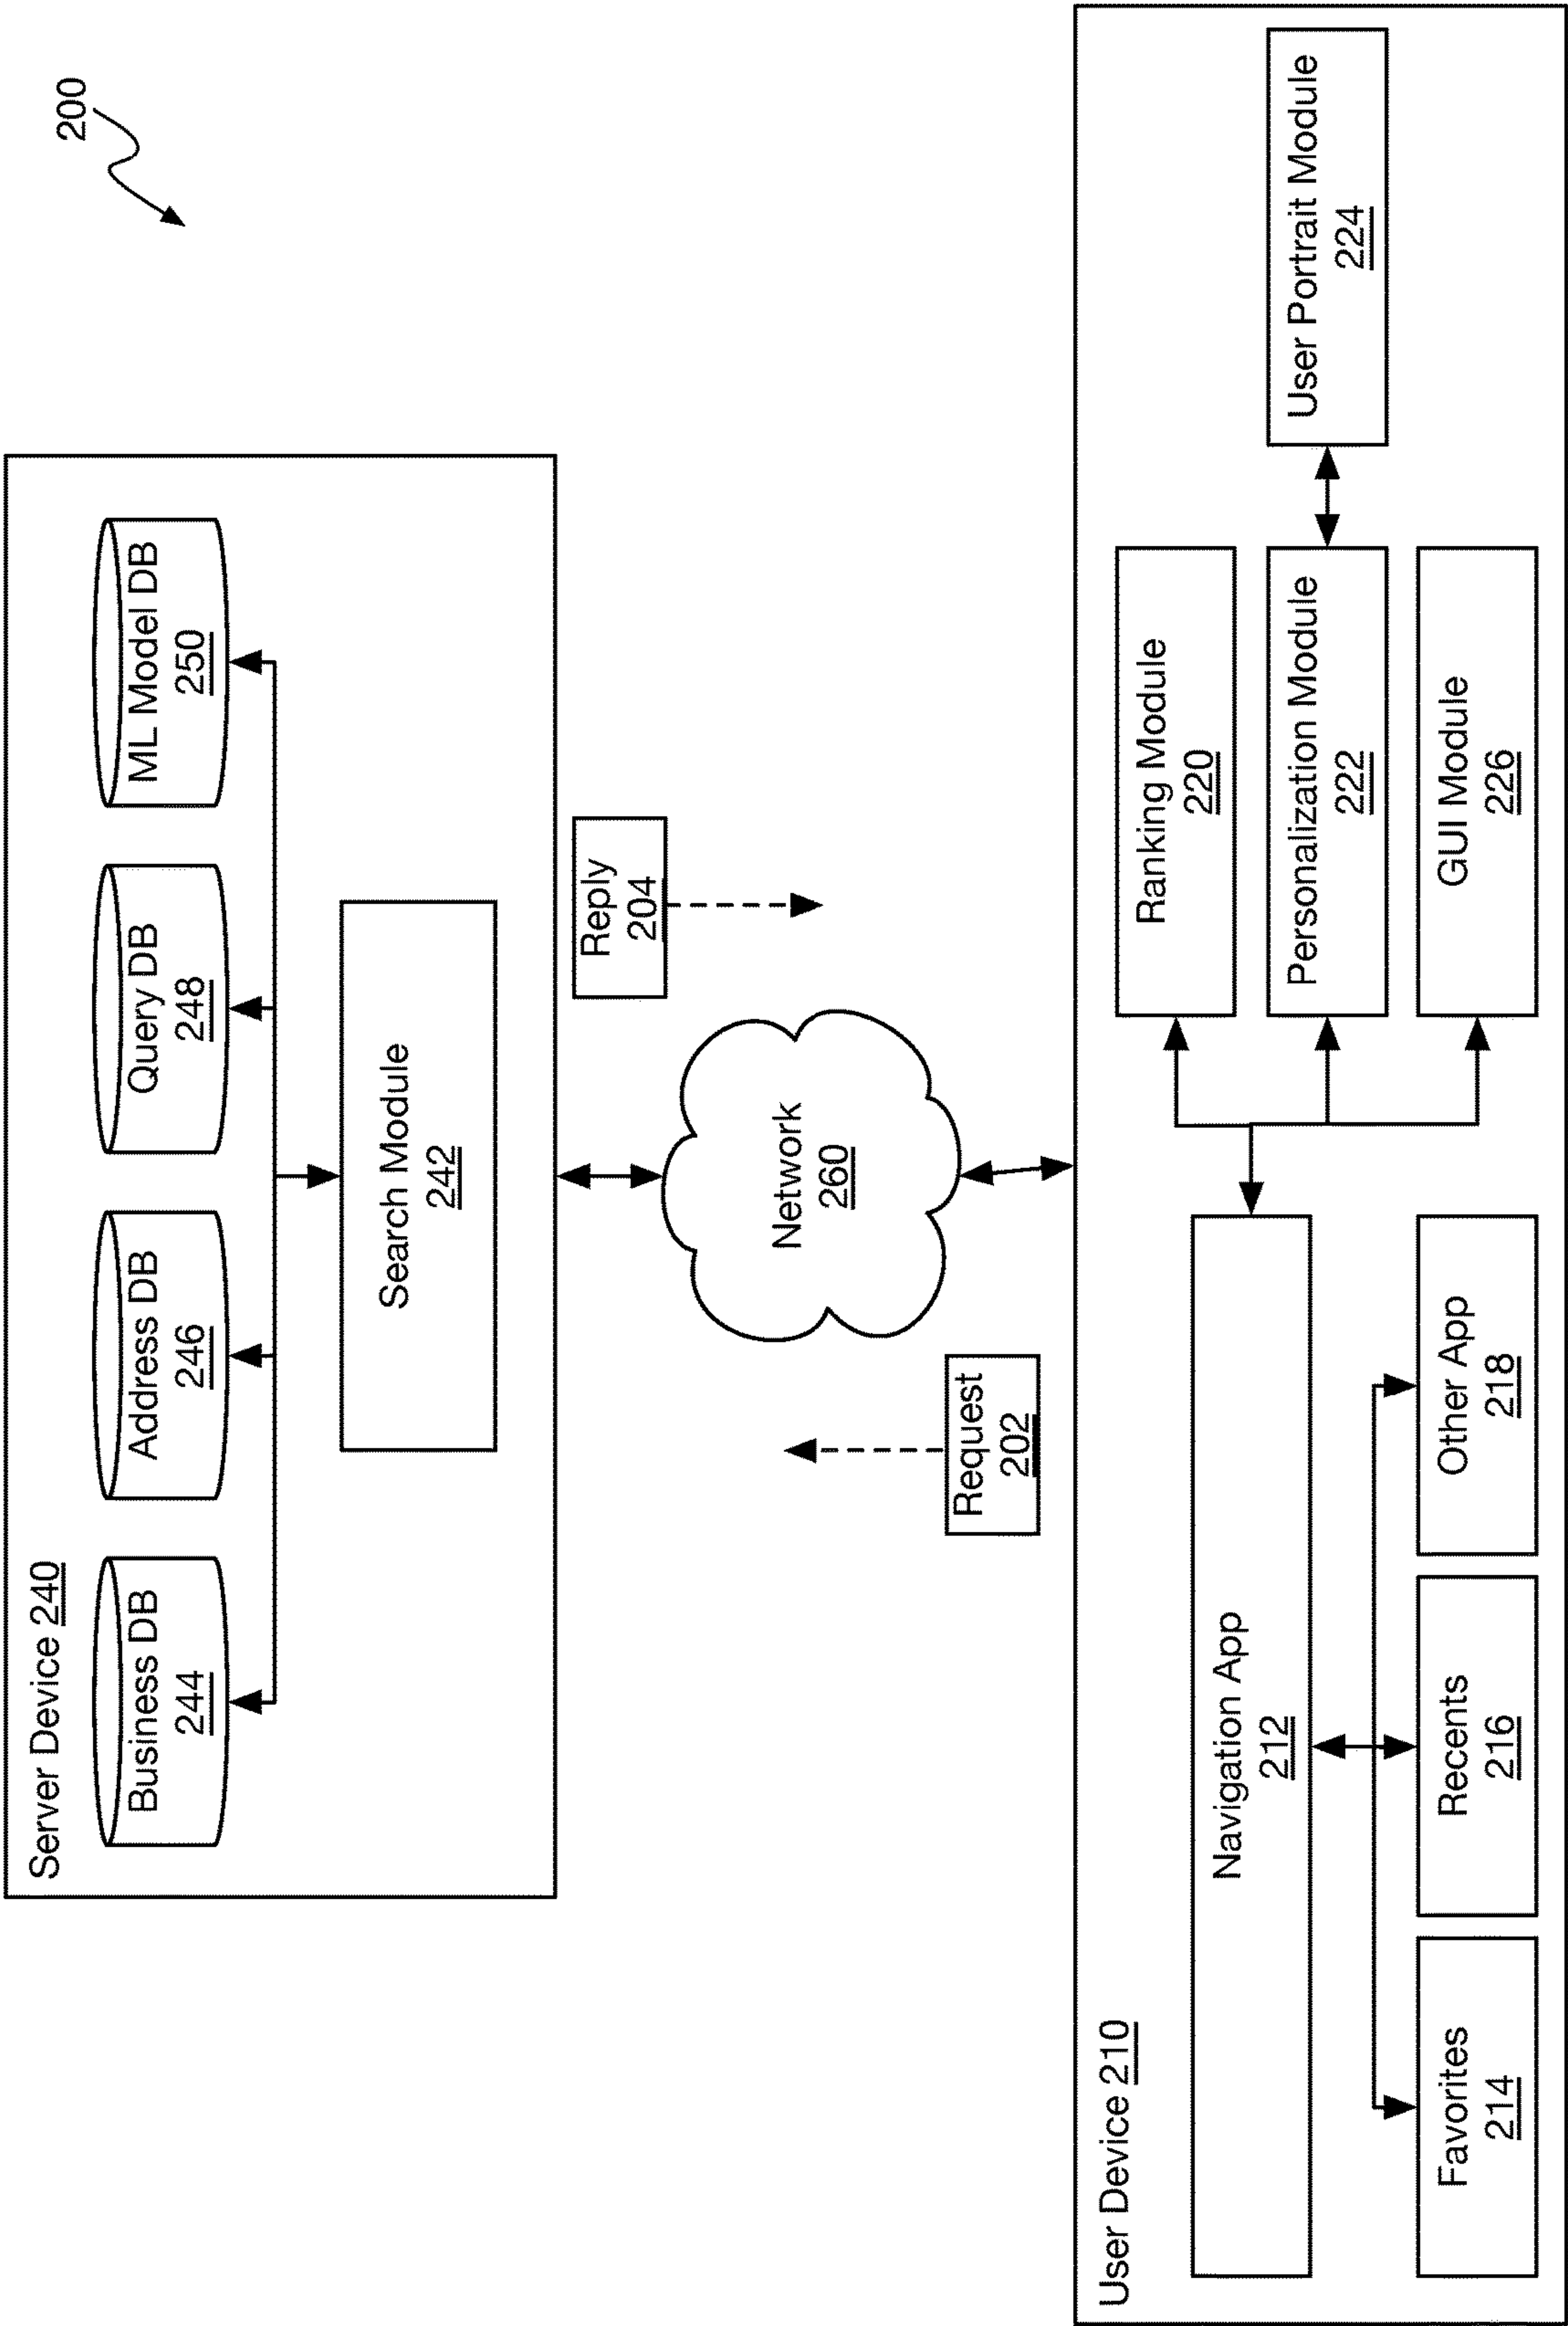 200
Server Device 240
Business DB
244
Address DB
246
Query DB
248
ML Model DB
250
Search Module
242
Reply
204
Network
260
Request
202
User Device 210
Navigation App
212
Favorites
214
Recents
216
Other App
218
Ranking Module
220
Personalization Module
222
GUI Module
226
User Portrait Module
224